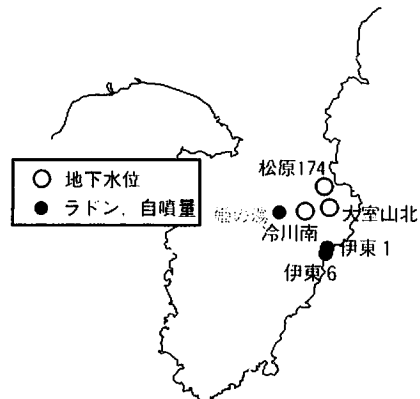 松原174
○ 地下水位
● ラドン, 自噴量
大室山北
冷川南
伊東1
伊東6